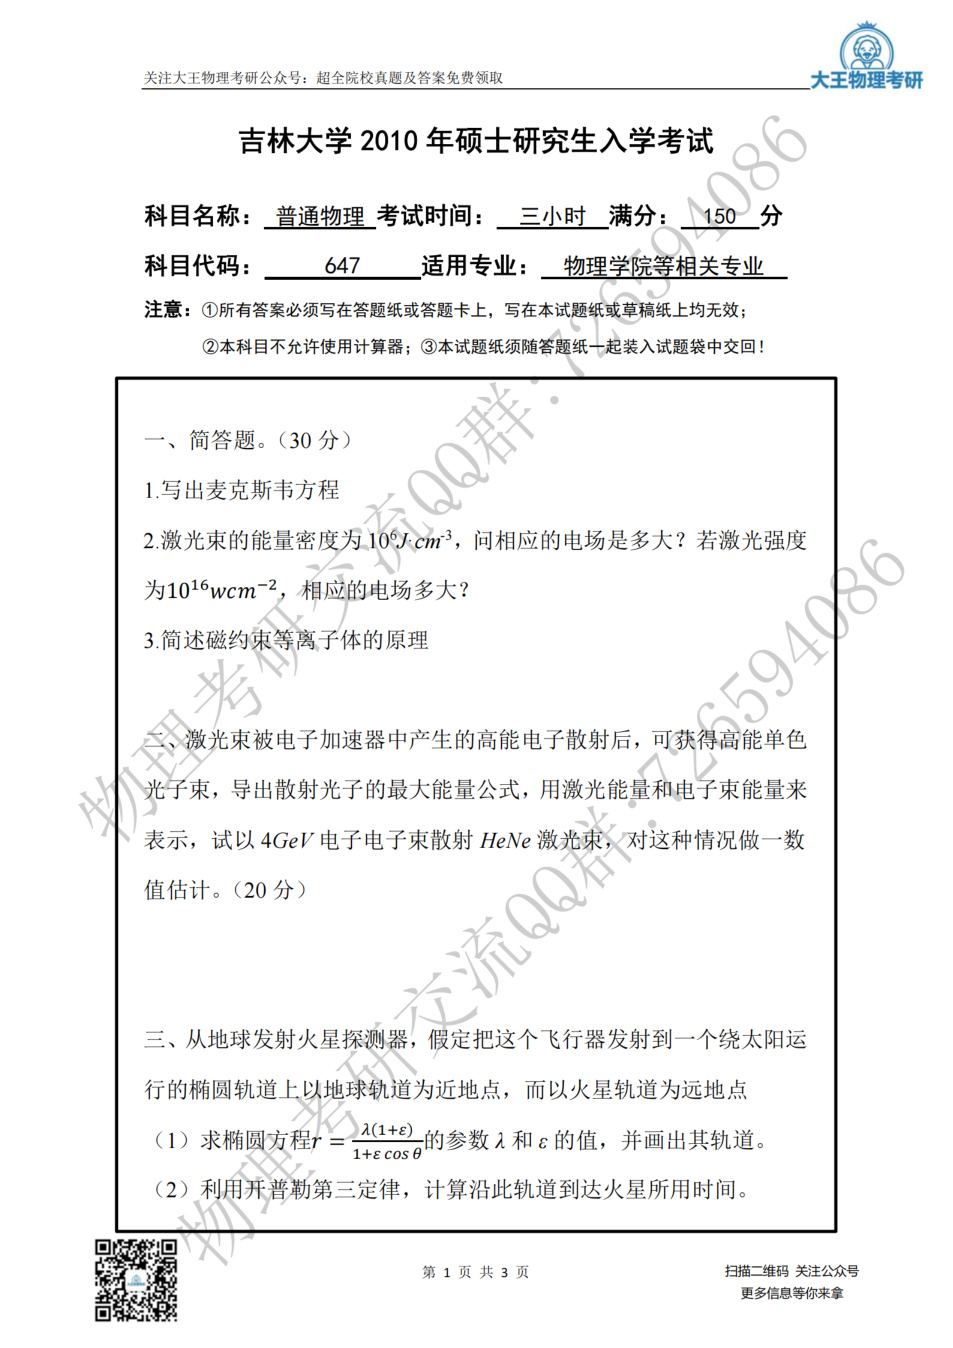 关注大王物理考研公众号：超全院校真题及答案免费领取
大王物理考研
吉林大学 2010 年硕士研究生入学考试
科目名称： 普通物理 考试时间： 三小时 满分： 150 分
科目代码： 647 适用专业： 物理学院等相关专业
注意：①所有答案必须写在答题纸或答题卡上，写在本试题纸或草稿纸上均无效；
②本科目不允许使用计算器；③本试题纸须随答题纸一起装入试题袋中交回！
一、简答题。（30 分）
1.写出麦克斯韦方程
2.激光束的能量密度为 10⁶J·cm⁻³，问相应的电场是多大？若激光强度
为10¹⁶wcm⁻²，相应的电场多大？
3.简述磁约束等离子体的原理
二、激光束被电子加速器中产生的高能电子散射后，可获得高能单色
光子束，导出散射光子的最大能量公式，用激光能量和电子束能量来
表示，试以 4GeV 电子电子束散射 HeNe 激光束，对这种情况做一数
值估计。（20 分）
三、从地球发射火星探测器，假定把这个飞行器发射到一个绕太阳运
行的椭圆轨道上以地球轨道为近地点，而以火星轨道为远地点
（1）求椭圆方程r = λ(1+ε)/(1+ε cos θ)的参数 λ 和 ε 的值，并画出其轨道。
（2）利用开普勒第三定律，计算沿此轨道到达火星所用时间。
物理考研交流QQ群：726594086
物理考研交流QQ群：726594086
第 1 页 共 3 页
扫描二维码 关注公众号
更多信息等你来拿